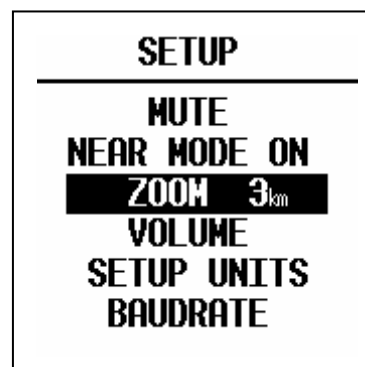 SETUP
MUTE
NEAR MODE ON
ZOOM 3km
VOLUME
SETUP UNITS
BAUDRATE